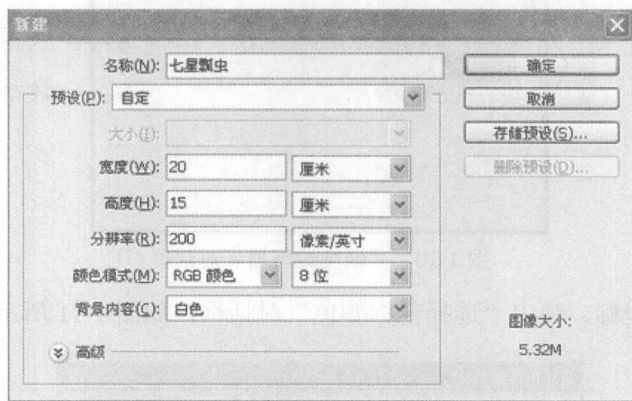 新建
名称(N): 七星瓢虫
确定
预设(P): 自定
取消
大小(I):
存储预设(S)...
宽度(W): 20 厘米
删除预设(D)...
高度(H): 15 厘米
分辨率(R): 200 像素/英寸
颜色模式(M): RGB 颜色 8 位
背景内容(C): 白色
图像大小:
高级
5.32M